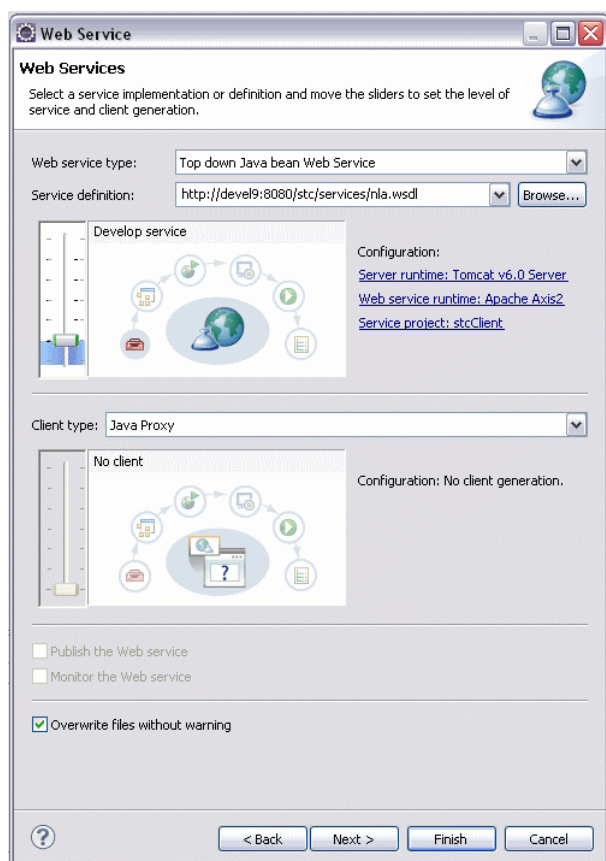 Web Service
Web Services
Select a service implementation or definition and move the sliders to set the level of
service and client generation.
Web service type:
Top down Java bean Web Service
Service definition:
http://devel9:8080/stc/services/nla.wsdl
Browse...
Develop service
Configuration:
Server runtime: Tomcat v6.0 Server
Web service runtime: Apache Axis2
Service project: stcClient
Client type:
Java Proxy
No client
Configuration: No client generation.
?
Publish the Web service
Monitor the Web service
Overwrite files without warning
?
< Back
Next >
Finish
Cancel